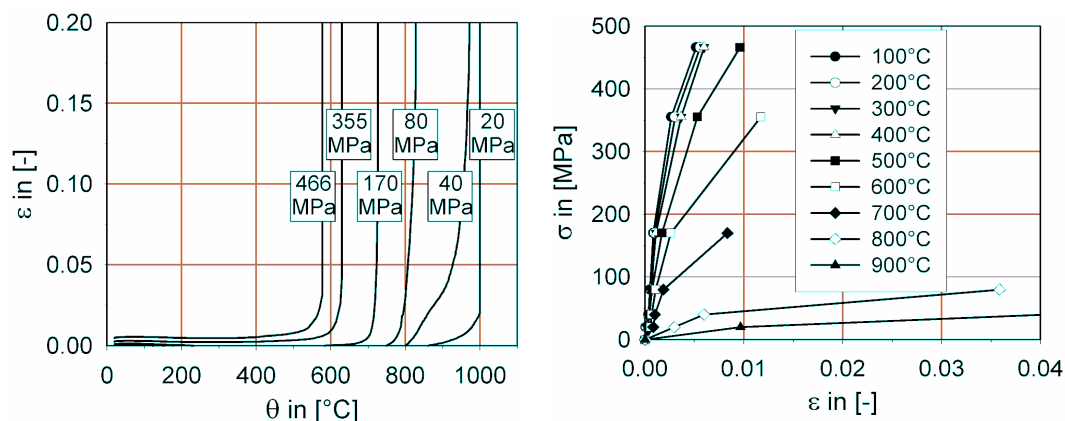 0.20
0.15
0.10
0.05
0.00
ε in [-]
0 200 400 600 800 1000
θ in [°C]
355 MPa
80 MPa
20 MPa
466 MPa
170 MPa
40 MPa
500
400
300
200
100
0
σ in [MPa]
0.00 0.01 0.02 0.03 0.04
ε in [-]
100°C
200°C
300°C
400°C
500°C
600°C
700°C
800°C
900°C